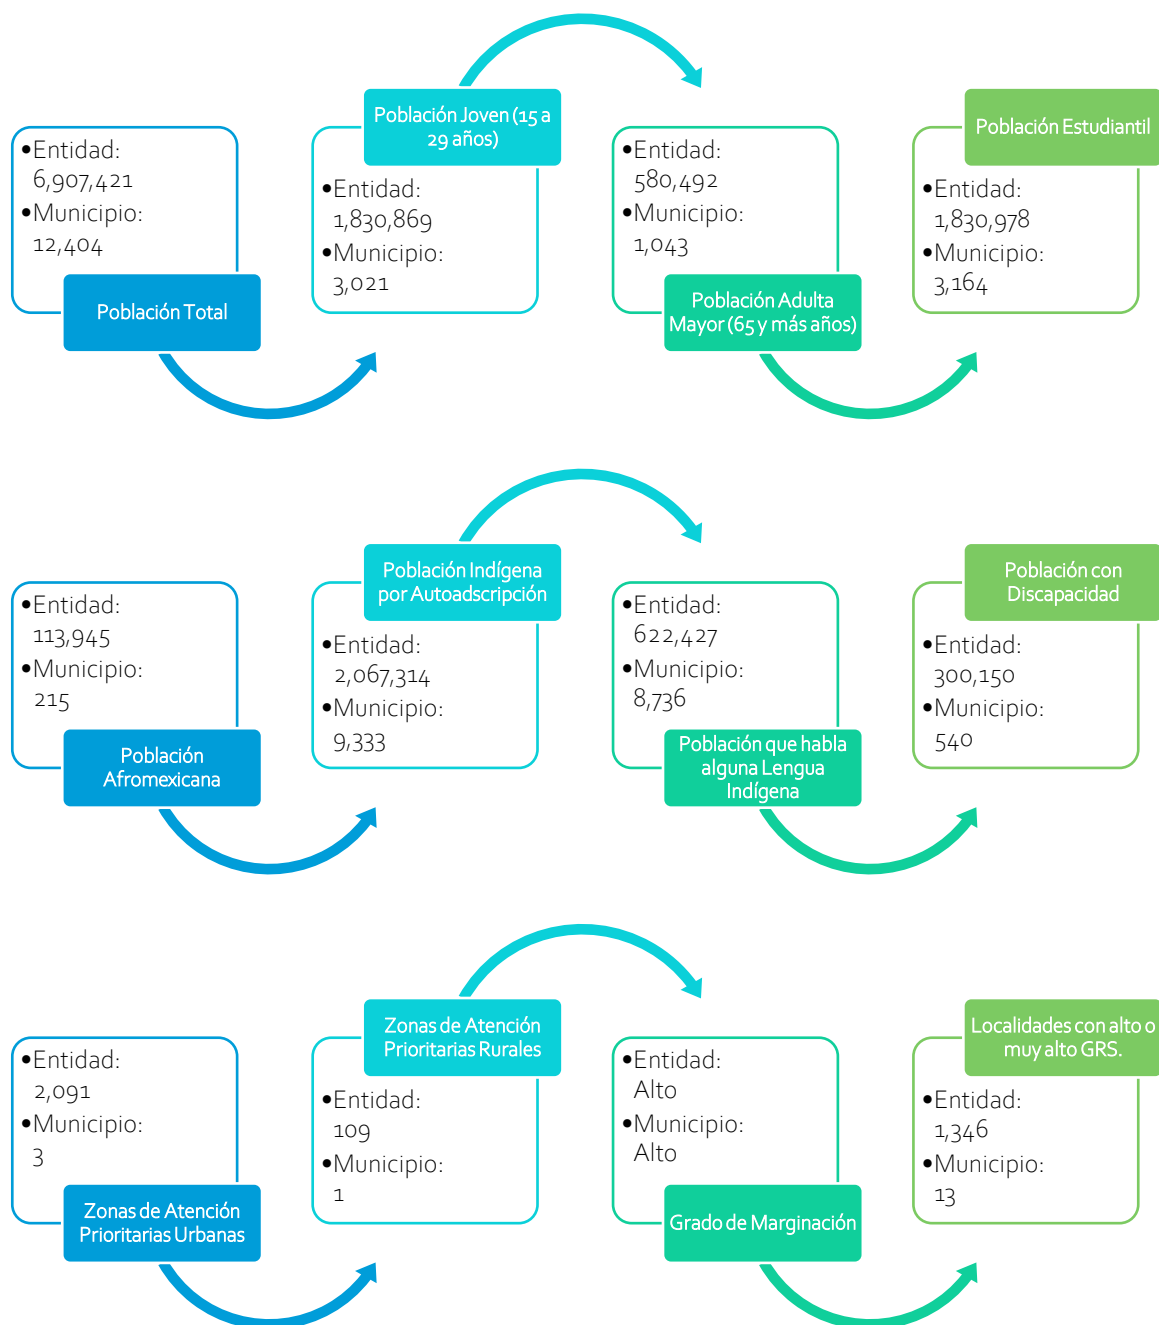 •Entidad:
6,907,421
•Municipio:
12,404
Población Total
Población Joven (15 a
29 años)
•Entidad:
1,830,869
•Municipio:
3,021
•Entidad:
580,492
•Municipio:
1,043
Población Adulta
Mayor (65 y más años)
Población Estudiantil
•Entidad:
1,830,978
•Municipio:
3,164
•Entidad:
113,945
•Municipio:
215
Población
Afromexicana
Población Indígena
por Autoadscripción
•Entidad:
2,067,314
•Municipio:
9,333
•Entidad:
622,427
•Municipio:
8,736
Población que habla
alguna Lengua
Indígena
Población con
Discapacidad
•Entidad:
300,150
•Municipio:
540
•Entidad:
2,091
•Municipio:
3
Zonas de Atención
Prioritarias Urbanas
Zonas de Atención
Prioritarias Rurales
•Entidad:
109
•Municipio:
1
•Entidad:
Alto
•Municipio:
Alto
Grado de Marginación
Localidades con alto o
muy alto GRS.
•Entidad:
1,346
•Municipio:
13